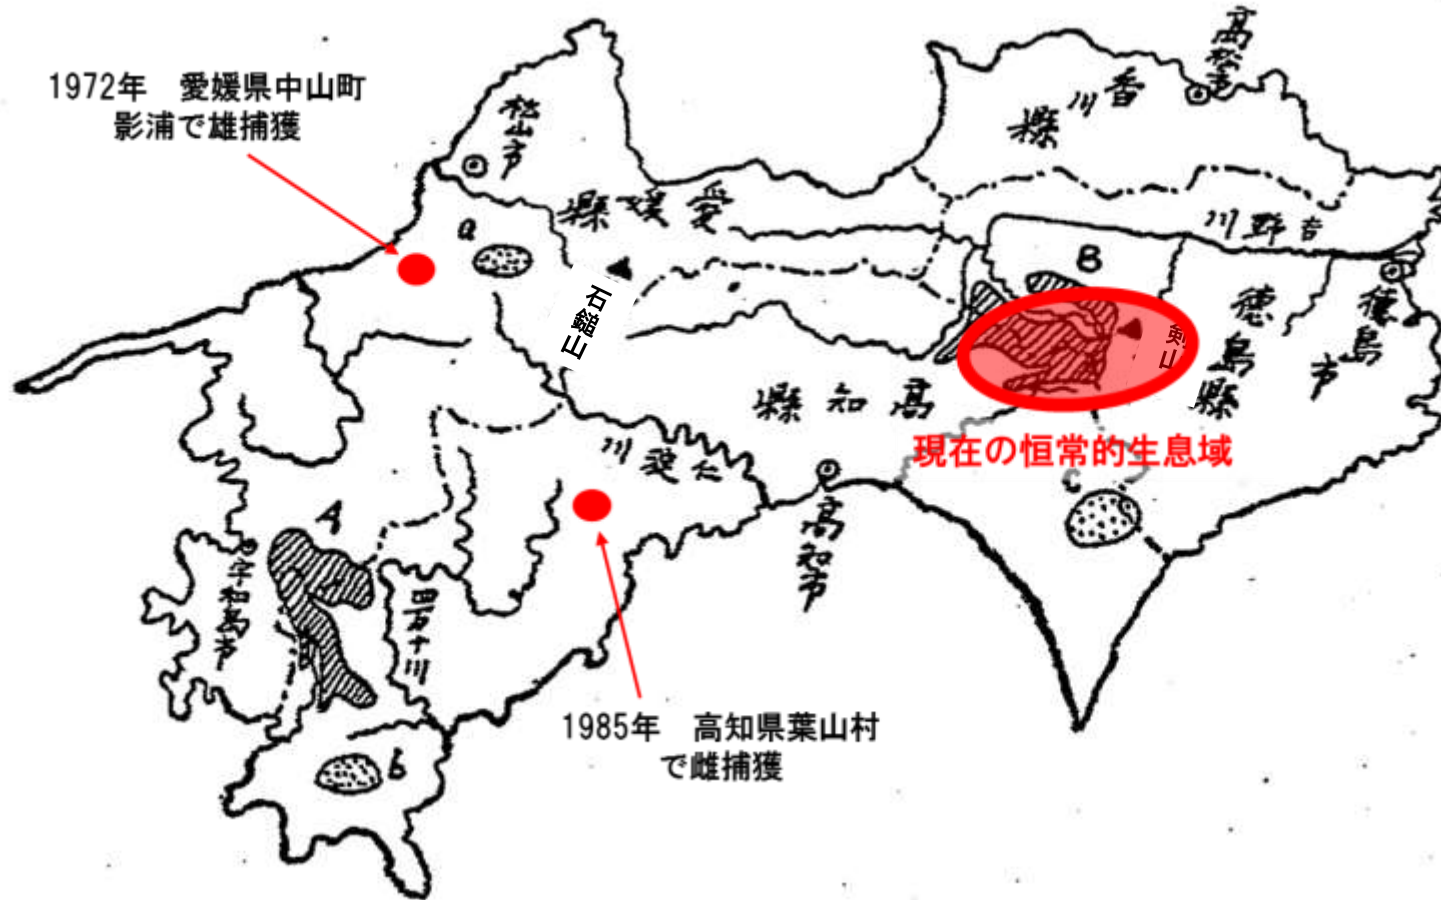 1972年　愛媛県中山町
影浦で雄捕獲
松山市
高松市
香川縣
愛媛縣
吉野川
a
B
石鎚山
剣山
徳島縣
徳島市
高知縣
現在の恒常的生息域
仁淀川
C
高知市
A
宇和島市
四万十川
1985年　高知県葉山村
で雌捕獲
b